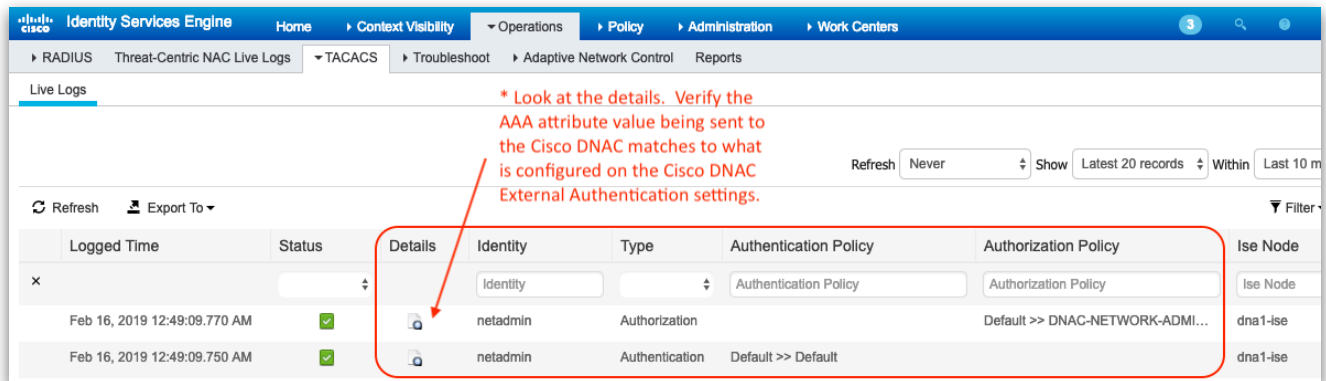 cisco Identity Services Engine Home Context Visibility Operations Policy Administration Work Centers 3
RADIUS Threat-Centric NAC Live Logs TACACS Troubleshoot Adaptive Network Control Reports
Live Logs
* Look at the details. Verify the
AAA attribute value being sent to
the Cisco DNAC matches to what
is configured on the Cisco DNAC
External Authentication settings.
Refresh Never Show Latest 20 records Within Last 10 m
Refresh Export To Filter
Logged Time Status Details Identity Type Authentication Policy Authorization Policy Ise Node
× Identity Authentication Policy Authorization Policy Ise Node
Feb 16, 2019 12:49:09.770 AM netadmin Authorization Default >> DNAC-NETWORK-ADMI... dna1-ise
Feb 16, 2019 12:49:09.750 AM netadmin Authentication Default >> Default dna1-ise